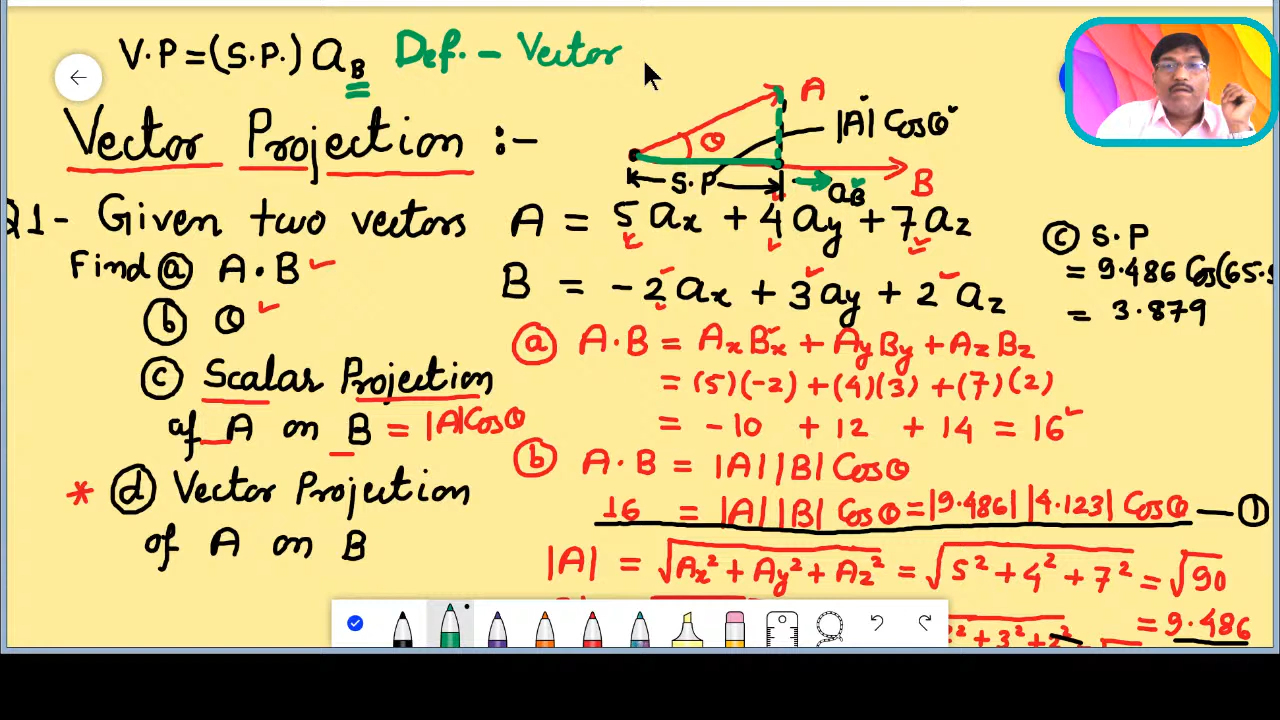 V.P = (S.P.) aB Def. - Vector
Vector Projection :-
A
θ
|A| Cosθ
S.P
aB
B
Q1- Given two vectors A = 5ax + 4ay + 7az
B = -2ax + 3ay + 2az
Find ⓐ A·B
ⓑ θ
ⓒ Scalar Projection
of A on B = |A|Cosθ
* ⓓ Vector Projection
of A on B
ⓐ A·B = AxBx + AyBy + AzBz
= (5)(-2) + (4)(3) + (7)(2)
= -10 + 12 + 14 = 16
ⓑ A·B = |A||B| Cosθ
16 = |A||B| Cosθ = |9.486| |4.123| Cosθ — ①
|A| = √Ax² + Ay² + Az² = √5² + 4² + 7² = √90
= 9.486
² + 3² + 2²
ⓒ S.P
= 9.486 Cos(65.
= 3.879